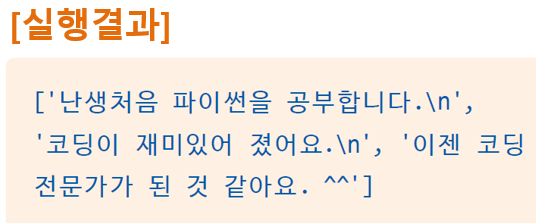 [실행결과]
['난생처음 파이썬을 공부합니다.\n',
'코딩이 재미있어 졌어요.\n', '이젠 코딩
전문가가 된 것 같아요. ^^']